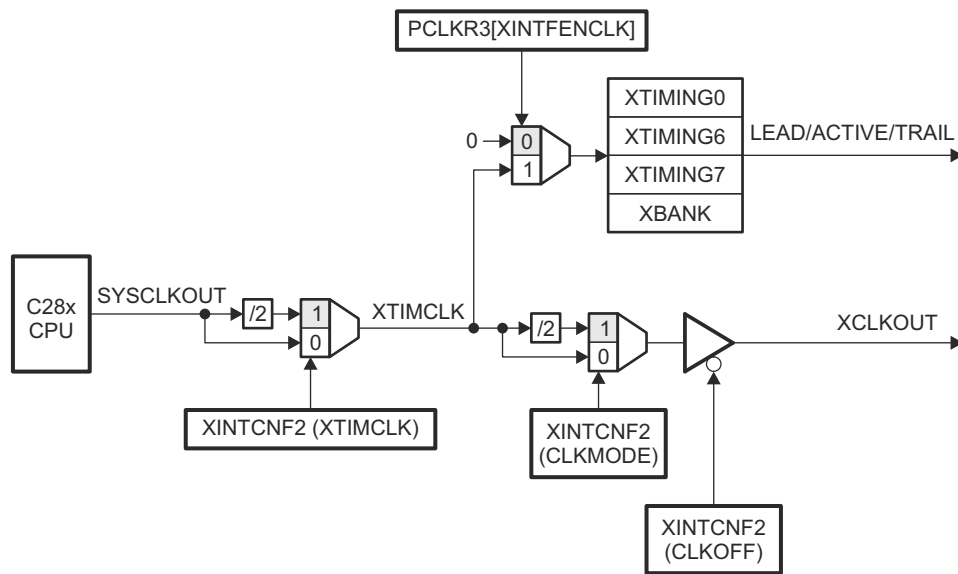 PCLKR3[XINTFENCLK]
XTIMING0
0
0
XTIMING6
LEAD/ACTIVE/TRAIL
1
XTIMING7
XBANK
C28x
CPU
SYSCLKOUT
/2
1
0
XTIMCLK
/2
1
0
XCLKOUT
XINTCNF2 (XTIMCLK)
XINTCNF2
(CLKMODE)
XINTCNF2
(CLKOFF)